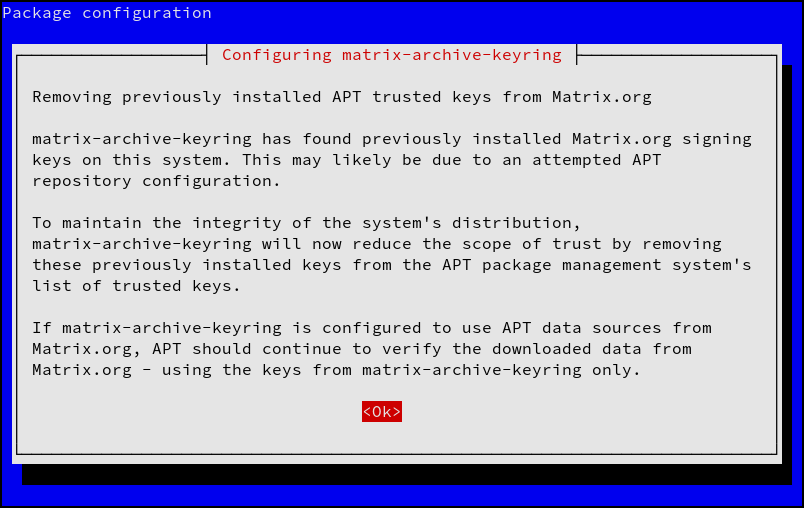 Package configuration
Configuring matrix-archive-keyring
Removing previously installed APT trusted keys from Matrix.org
matrix-archive-keyring has found previously installed Matrix.org signing
keys on this system. This may likely be due to an attempted APT
repository configuration.
To maintain the integrity of the system's distribution,
matrix-archive-keyring will now reduce the scope of trust by removing
these previously installed keys from the APT package management system's
list of trusted keys.
If matrix-archive-keyring is configured to use APT data sources from
Matrix.org, APT should continue to verify the downloaded data from
Matrix.org - using the keys from matrix-archive-keyring only.
<Ok>